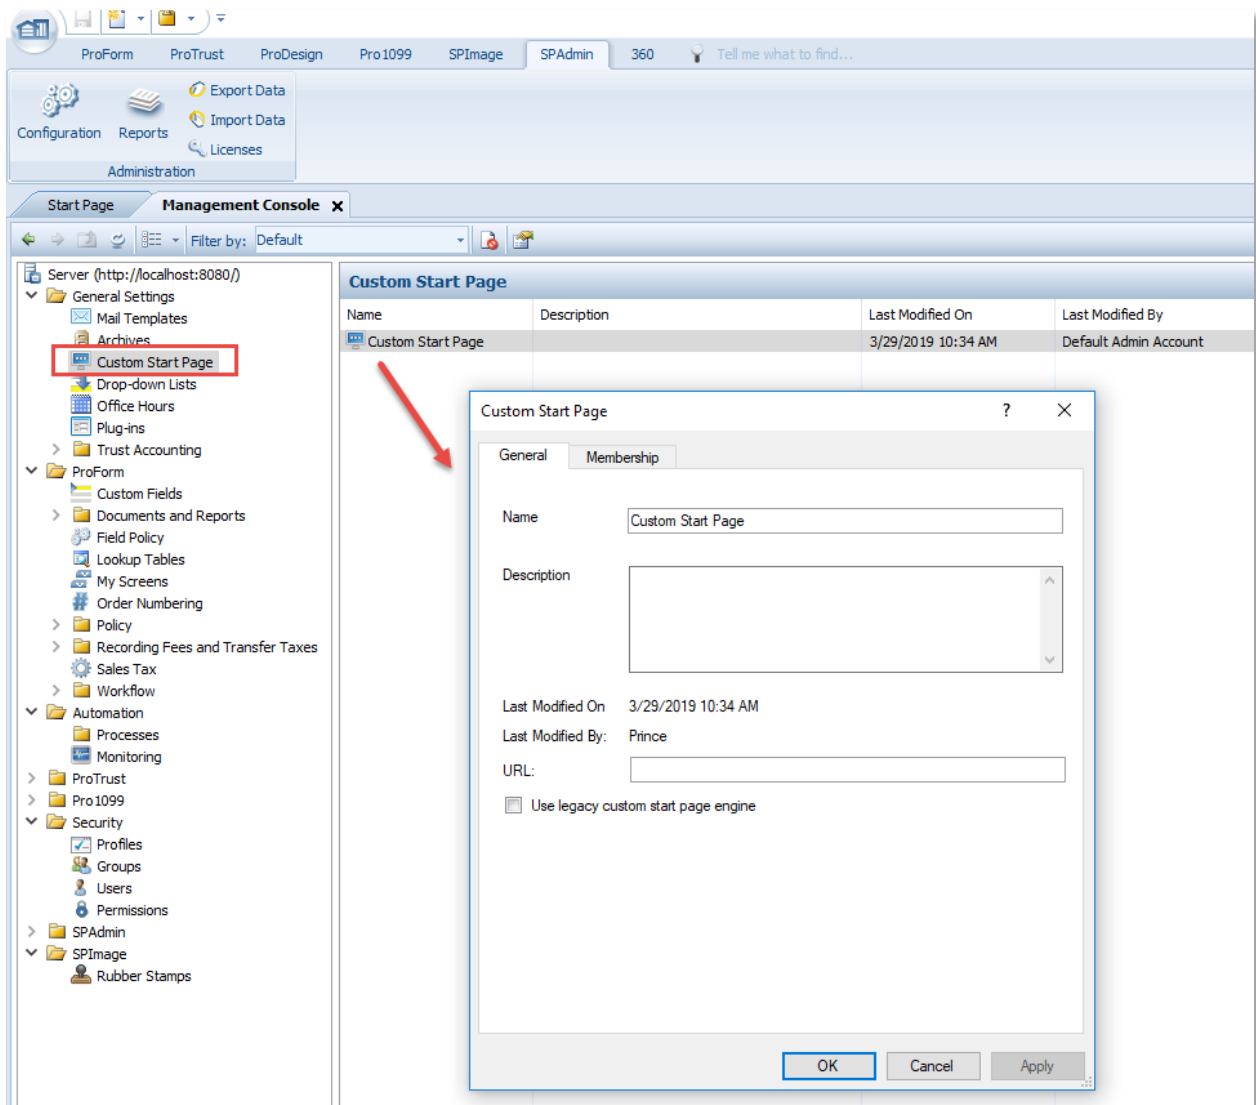 ProForm ProTrust ProDesign Pro1099 SPImage SPAdmin 360 Tell me what to find...
Export Data
Import Data
Configuration Reports
Licenses
Administration
Start Page Management Console
Filter by: Default
Server (http://localhost:8080/)
General Settings
Mail Templates
Archives
Custom Start Page
Drop-down Lists
Office Hours
Plug-ins
Trust Accounting
ProForm
Custom Fields
Documents and Reports
Field Policy
Lookup Tables
My Screens
Order Numbering
Policy
Recording Fees and Transfer Taxes
Sales Tax
Workflow
Automation
Processes
Monitoring
ProTrust
Pro1099
Security
Profiles
Groups
Users
Permissions
SPAdmin
SPImage
Rubber Stamps
Custom Start Page
Name Description Last Modified On Last Modified By
Custom Start Page 3/29/2019 10:34 AM Default Admin Account
Custom Start Page ?
General Membership
Name Custom Start Page
Description
Last Modified On 3/29/2019 10:34 AM
Last Modified By: Prince
URL:
Use legacy custom start page engine
OK Cancel Apply